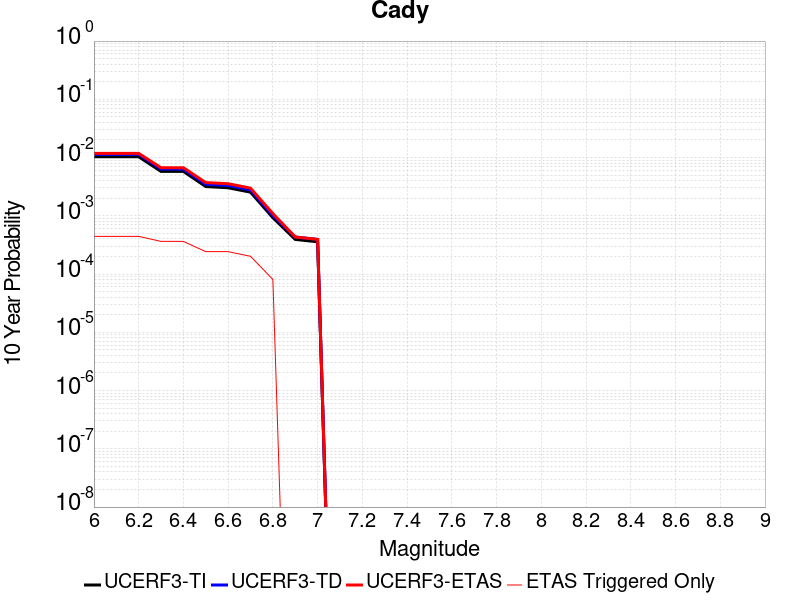 Cady
10^0
10^-1
10^-2
10^-3
10^-4
10^-5
10^-6
10^-7
10^-8
10 Year Probability
6 6.2 6.4 6.6 6.8 7 7.2 7.4 7.6 7.8 8 8.2 8.4 8.6 8.8 9
Magnitude
UCERF3-TI UCERF3-TD UCERF3-ETAS ETAS Triggered Only